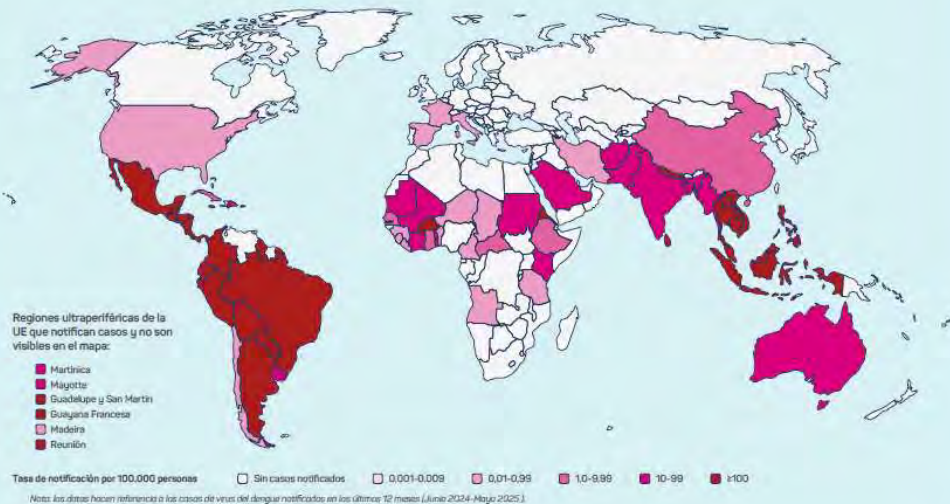 Regiones ultraperiféricas de la
UE que notifican casos y no son
visibles en el mapa:
Martinica
Mayotte
Guadelupe y San Martín
Guayana Francesa
Madeira
Reunión
Tasa de notificación por 100,000 personas Sin casos notificados 0,001-0.009 0,01-0,99 1,0-9,99 10-99 ≥100
Nota: los datos hacen referencia a los casos de virus del dengue notificados en los últimos 12 meses (Junio 2024-Mayo 2025).